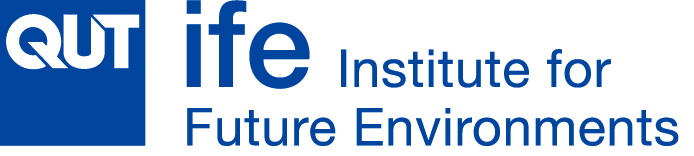 QUT
ife Institute for
Future Environments